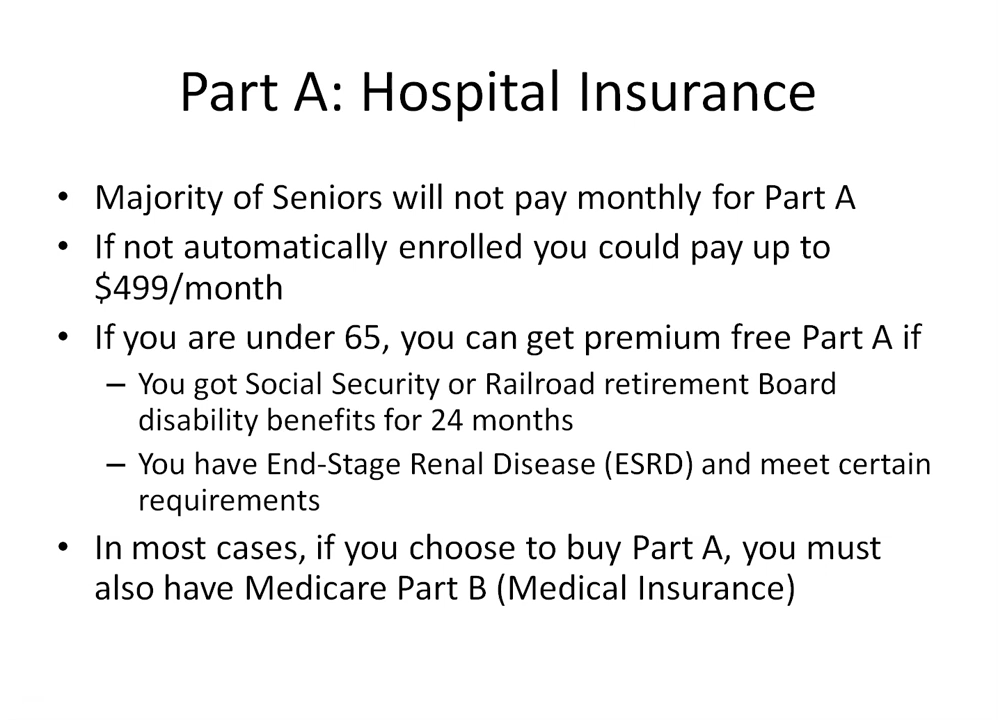 Part A: Hospital Insurance
• Majority of Seniors will not pay monthly for Part A
• If not automatically enrolled you could pay up to
$499/month
• If you are under 65, you can get premium free Part A if
– You got Social Security or Railroad retirement Board
disability benefits for 24 months
– You have End-Stage Renal Disease (ESRD) and meet certain
requirements
• In most cases, if you choose to buy Part A, you must
also have Medicare Part B (Medical Insurance)